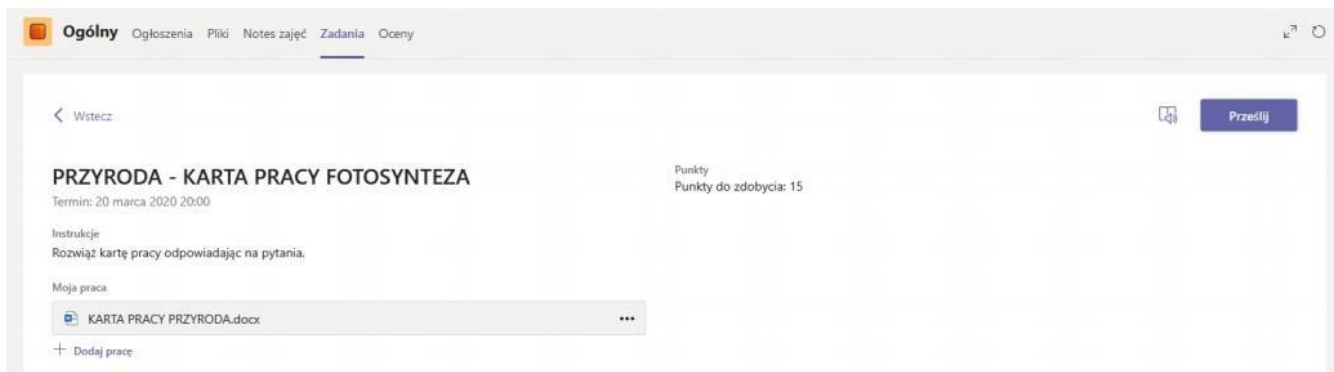 Ogólny Ogłoszenia Pliki Notes zajęć Zadania Oceny
Wstecz
Prześlij
PRZYRODA - KARTA PRACY FOTOSYNTEZA
Termin: 20 marca 2020 20:00
Punkty
Punkty do zdobycia: 15
Instrukcje
Rozwiąż kartę pracy odpowiadając na pytania.
Moja praca
KARTA PRACY PRZYRODA.docx
Dodaj pracę